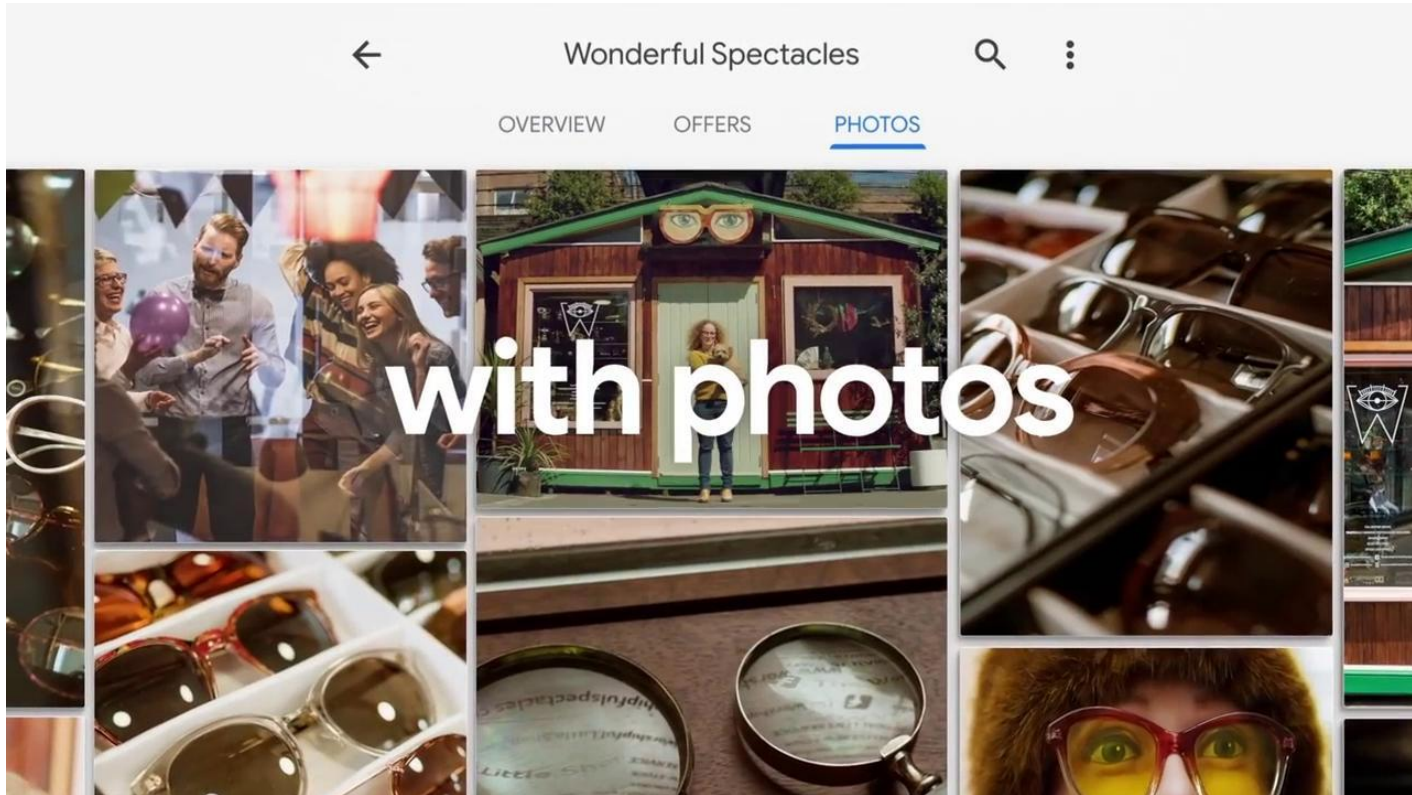 Wonderful Spectacles
OVERVIEW
OFFERS
PHOTOS
with photos